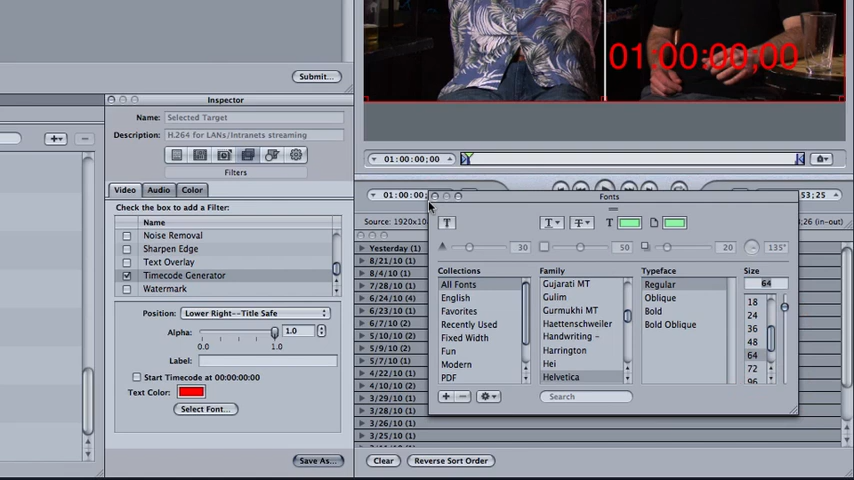 01:00:00;00
Submit...
Inspector
Name: Selected Target
Description: H.264 for LANs/Intranets streaming
Filters
Video Audio Color
Check the box to add a Filter:
Name
Noise Removal
Sharpen Edge
Text Overlay
Timecode Generator
Watermark
Position: Lower Right--Title Safe
Alpha: 1.0
0.0 1.0
Label:
Start Timecode at 00:00:00:00
Text Color:
Select Font...
Save As...
01:00:00;00
01:00:00; 53;25
Source: 1920x10 ;26 (in-out)
Yesterday (1)
8/21/10 (1)
8/4/10 (1)
7/28/10 (1)
6/24/10 (4)
6/23/10 (1)
6/7/10 (2)
5/10/10 (2)
5/9/10 (2)
5/7/10 (1)
4/22/10 (1)
4/10/10 (2)
3/29/10 (1)
3/28/10 (1)
3/26/10 (1)
3/25/10 (1)
Clear Reverse Sort Order
Fonts
T T T T
30 50 20 135°
Collections Family Typeface Size
All Fonts
English
Favorites
Recently Used
Fixed Width
Fun
Modern
PDF
Gujarati MT
Gulim
Gurmukhi MT
Haettenschweiler
Handwriting -
Harrington
Hei
Helvetica
Regular
Oblique
Bold
Bold Oblique
64
18
24
36
48
64
72
96
Search